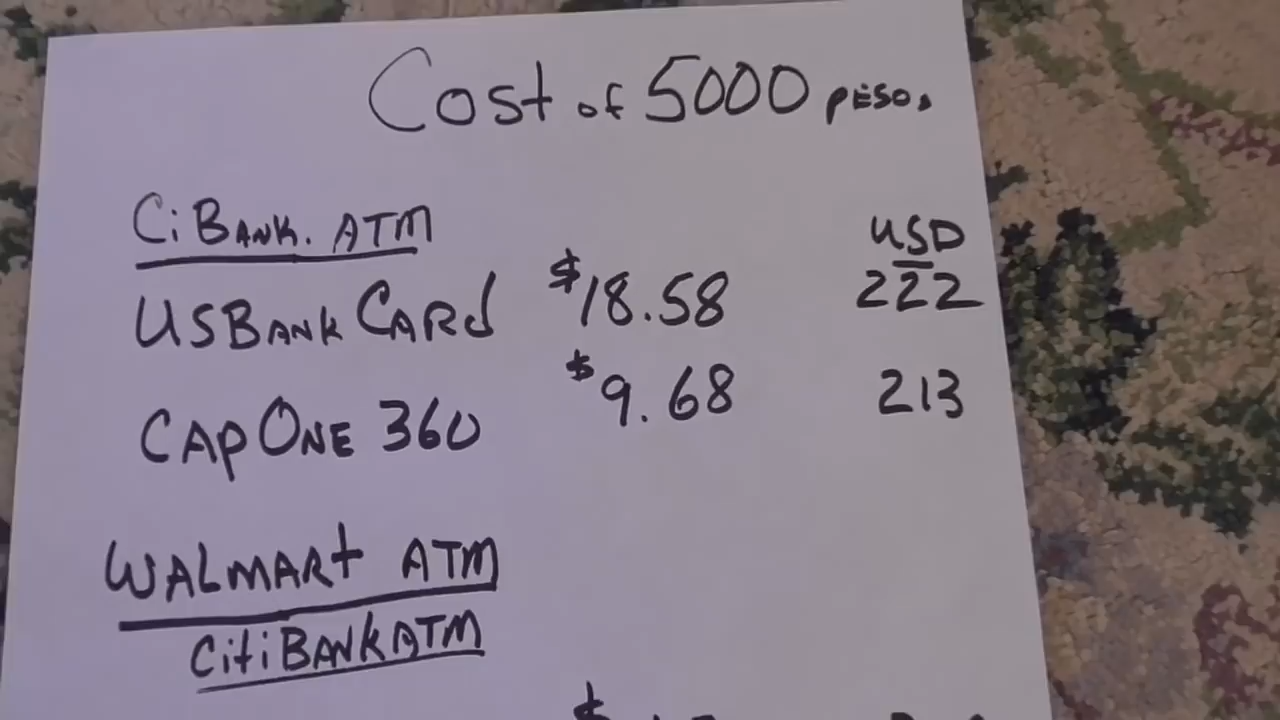 Cost of 5000 PESO.
CiBANK. ATM
USD
USBANK CARd $18.58 222
CAPONE 360 $9.68 213
WALMARt ATM
CitiBANKATM
$